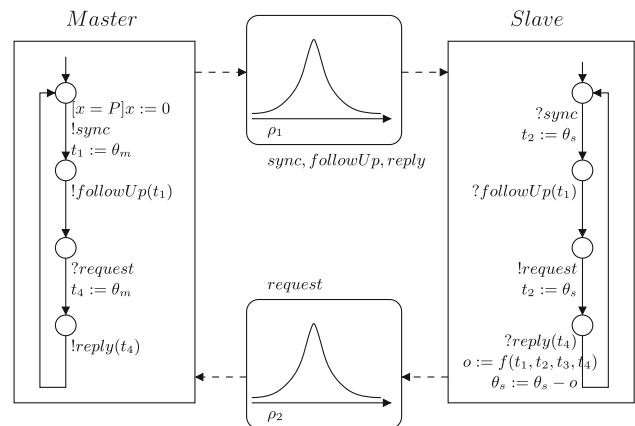 Master
[x = P]x := 0
!sync
t₁ := θₘ
!followUp(t₁)
?request
t₄ := θₘ
!reply(t₄)
ρ₁
sync, followUp, reply
request
ρ₂
Slave
?sync
t₂ := θₛ
?followUp(t₁)
!request
t₂ := θₛ
?reply(t₄)
o := f(t₁, t₂, t₃, t₄)
θₛ := θₛ − o